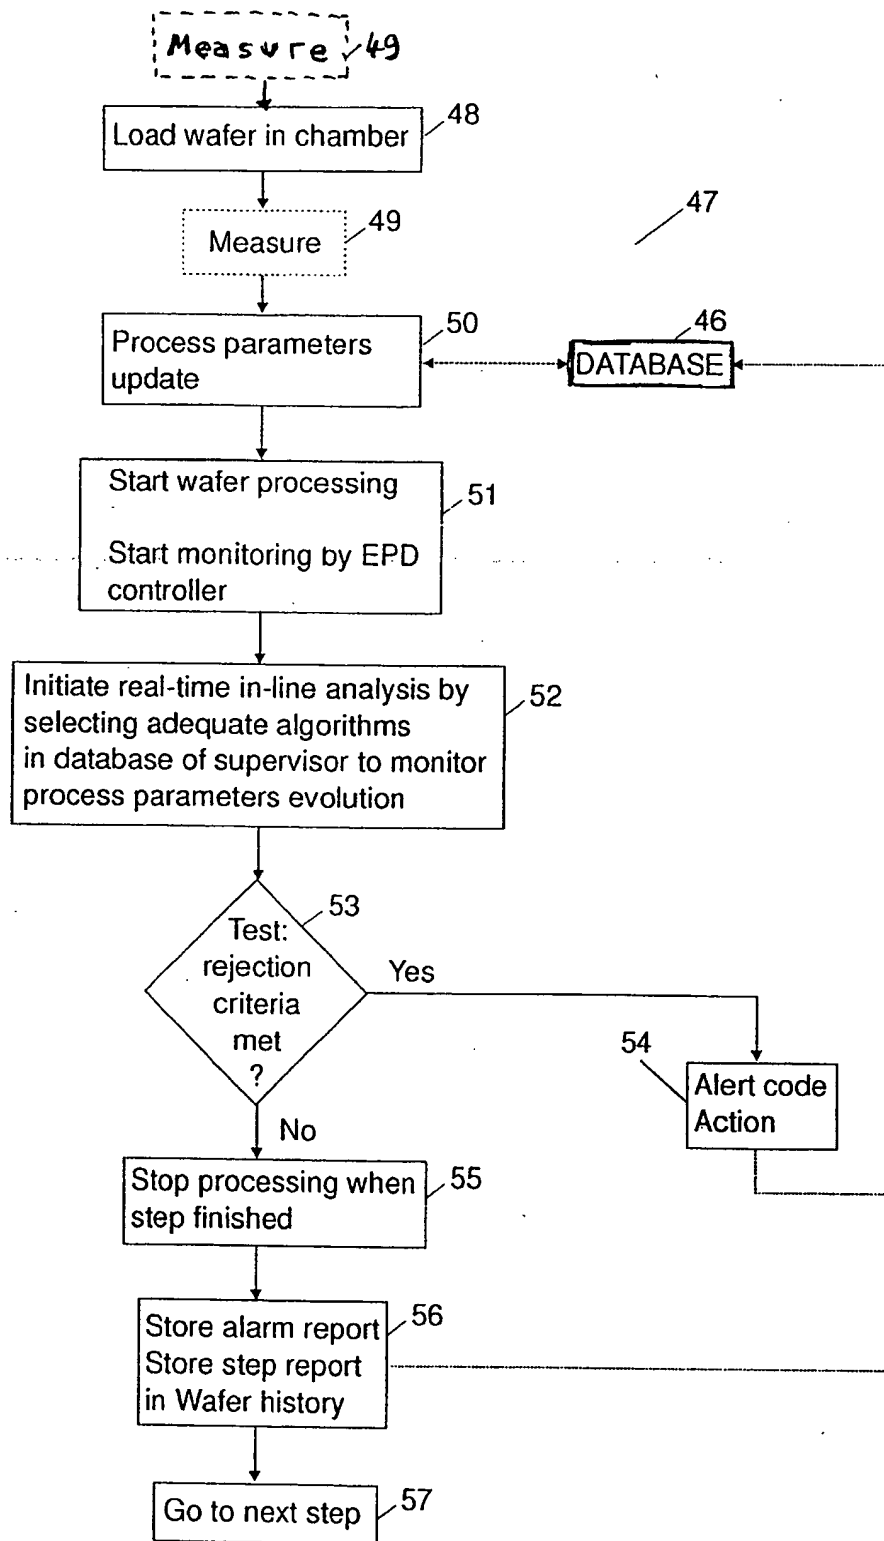 Measure 49
48
Load wafer in chamber
49
Measure
47
50
Process parameters
update
46
DATABASE
Start wafer processing
51
Start monitoring by EPD
controller
Initiate real-time in-line analysis by
selecting adequate algorithms
in database of supervisor to monitor
process parameters evolution
52
53
Test:
rejection
criteria
met
?
Yes
54
Alert code
Action
No
Stop processing when
step finished
55
56
Store alarm report
Store step report
in Wafer history
Go to next step
57